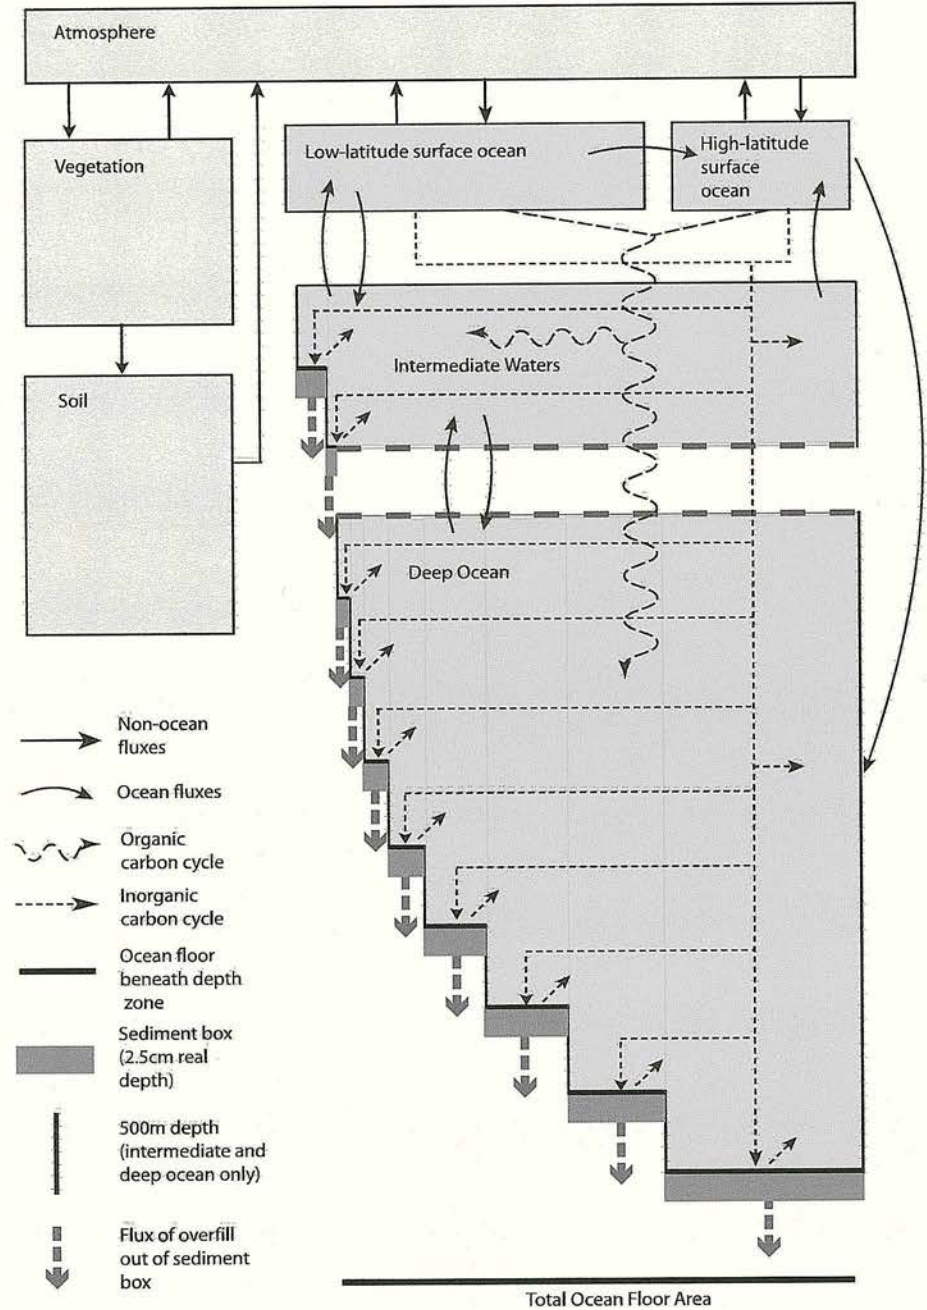 Atmosphere
Vegetation
Low-latitude surface ocean
High-latitude
surface
ocean
Intermediate Waters
Soil
Deep Ocean
Non-ocean
fluxes
Ocean fluxes
Organic
carbon cycle
Inorganic
carbon cycle
Ocean floor
beneath depth
zone
Sediment box
(2.5cm real
depth)
500m depth
(intermediate and
deep ocean only)
Flux of overfill
out of sediment
box
Total Ocean Floor Area